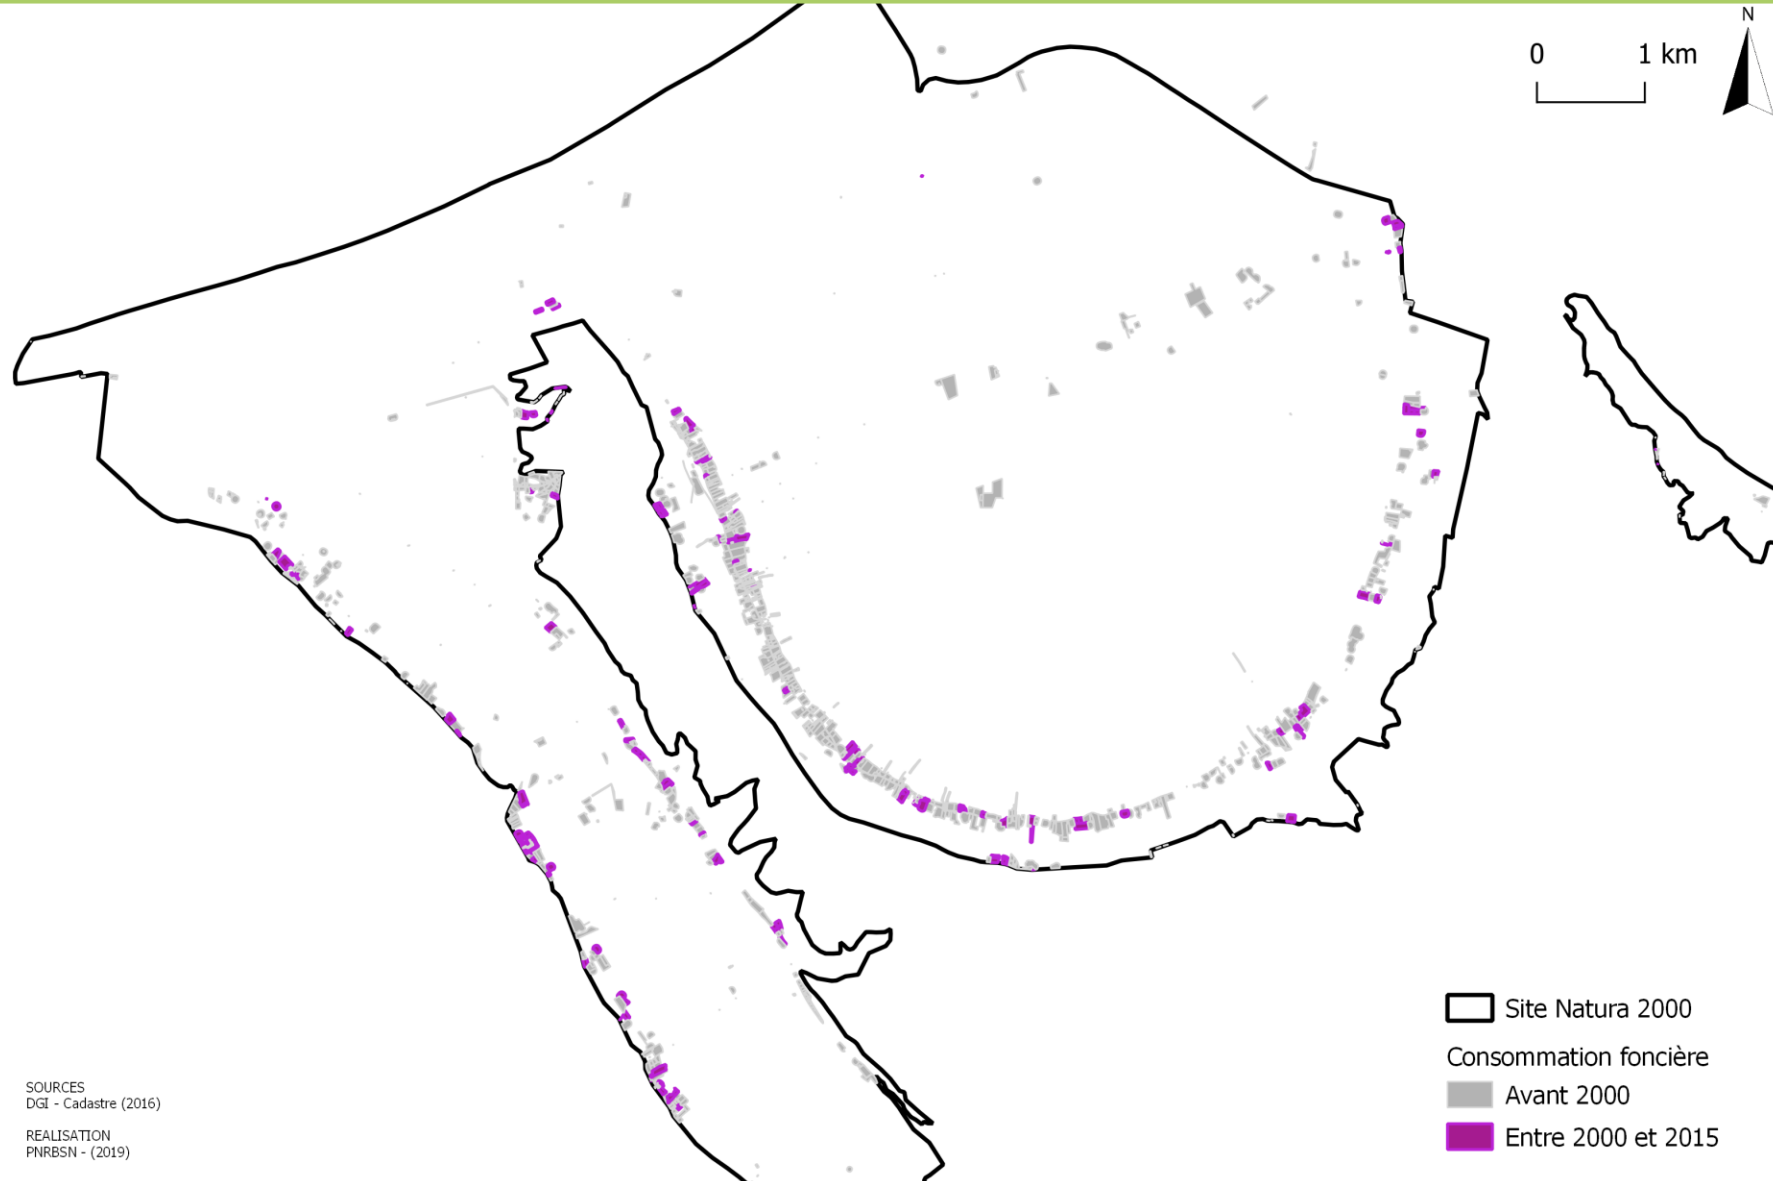 N
0 1 km
Site Natura 2000
Consommation foncière
Avant 2000
Entre 2000 et 2015
SOURCES
DGI - Cadastre (2016)
REALISATION
PNRBSN - (2019)